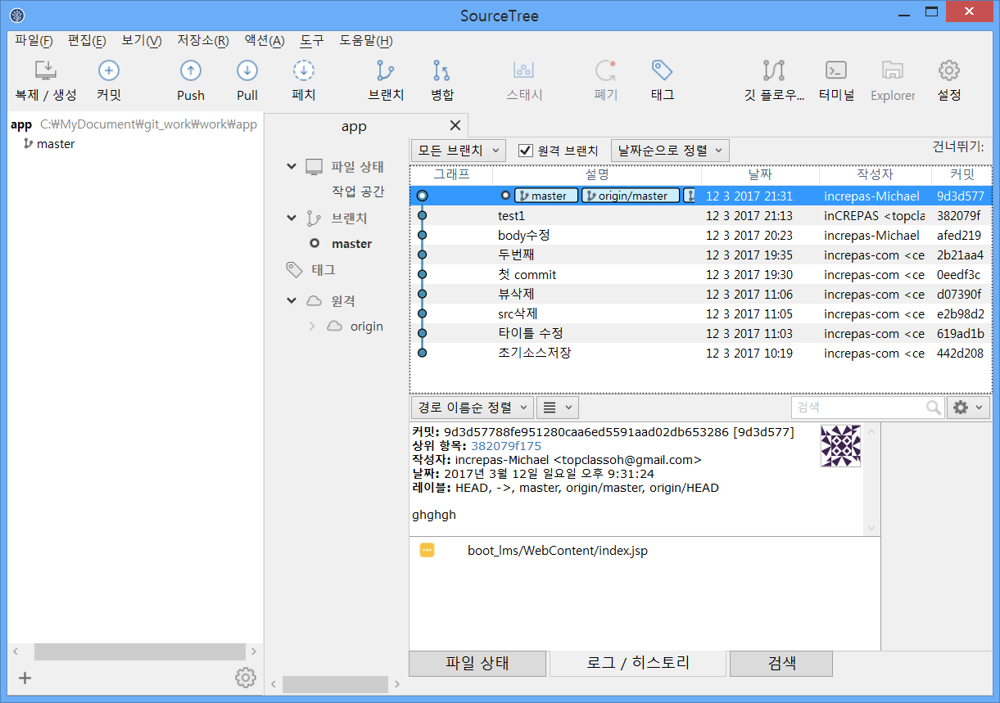 SourceTree
파일(F) 편집(E) 보기(V) 저장소(R) 액션(A) 도구 도움말(H)
복제 / 생성 커밋 Push Pull 페치 브랜치 병합 스태시 폐기 태그 깃 플로우... 터미널 Explorer 설정
app C:₩MyDocument₩git_work₩work₩app
master
app
파일 상태
작업 공간
브랜치
master
태그
원격
origin
모든 브랜치 원격 브랜치 날짜순으로 정렬 건너뛰기:
그래프 설명 날짜 작성자 커밋
master origin/master 12 3 2017 21:31 increpas-Michael 9d3d577
test1 12 3 2017 21:13 inCREPAS <topcla 382079f
body수정 12 3 2017 20:23 increpas-Michael afed219
두번째 12 3 2017 19:35 increpas-com <ce 2b21aa4
첫 commit 12 3 2017 19:30 increpas-com <ce 0eedf3c
뷰삭제 12 3 2017 11:06 increpas-com <ce d07390f
src삭제 12 3 2017 11:05 increpas-com <ce e2b98d2
타이틀 수정 12 3 2017 11:03 increpas-com <ce 619ad1b
초기소스저장 12 3 2017 10:19 increpas-com <ce 442d208
경로 이름순 정렬 검색
커밋: 9d3d57788fe951280caa6ed5591aad02db653286 [9d3d577]
상위 항목: 382079f175
작성자: increpas-Michael <topclassoh@gmail.com>
날짜: 2017년 3월 12일 일요일 오후 9:31:24
레이블: HEAD, ->, master, origin/master, origin/HEAD
ghghgh
boot_lms/WebContent/index.jsp
파일 상태 로그 / 히스토리 검색